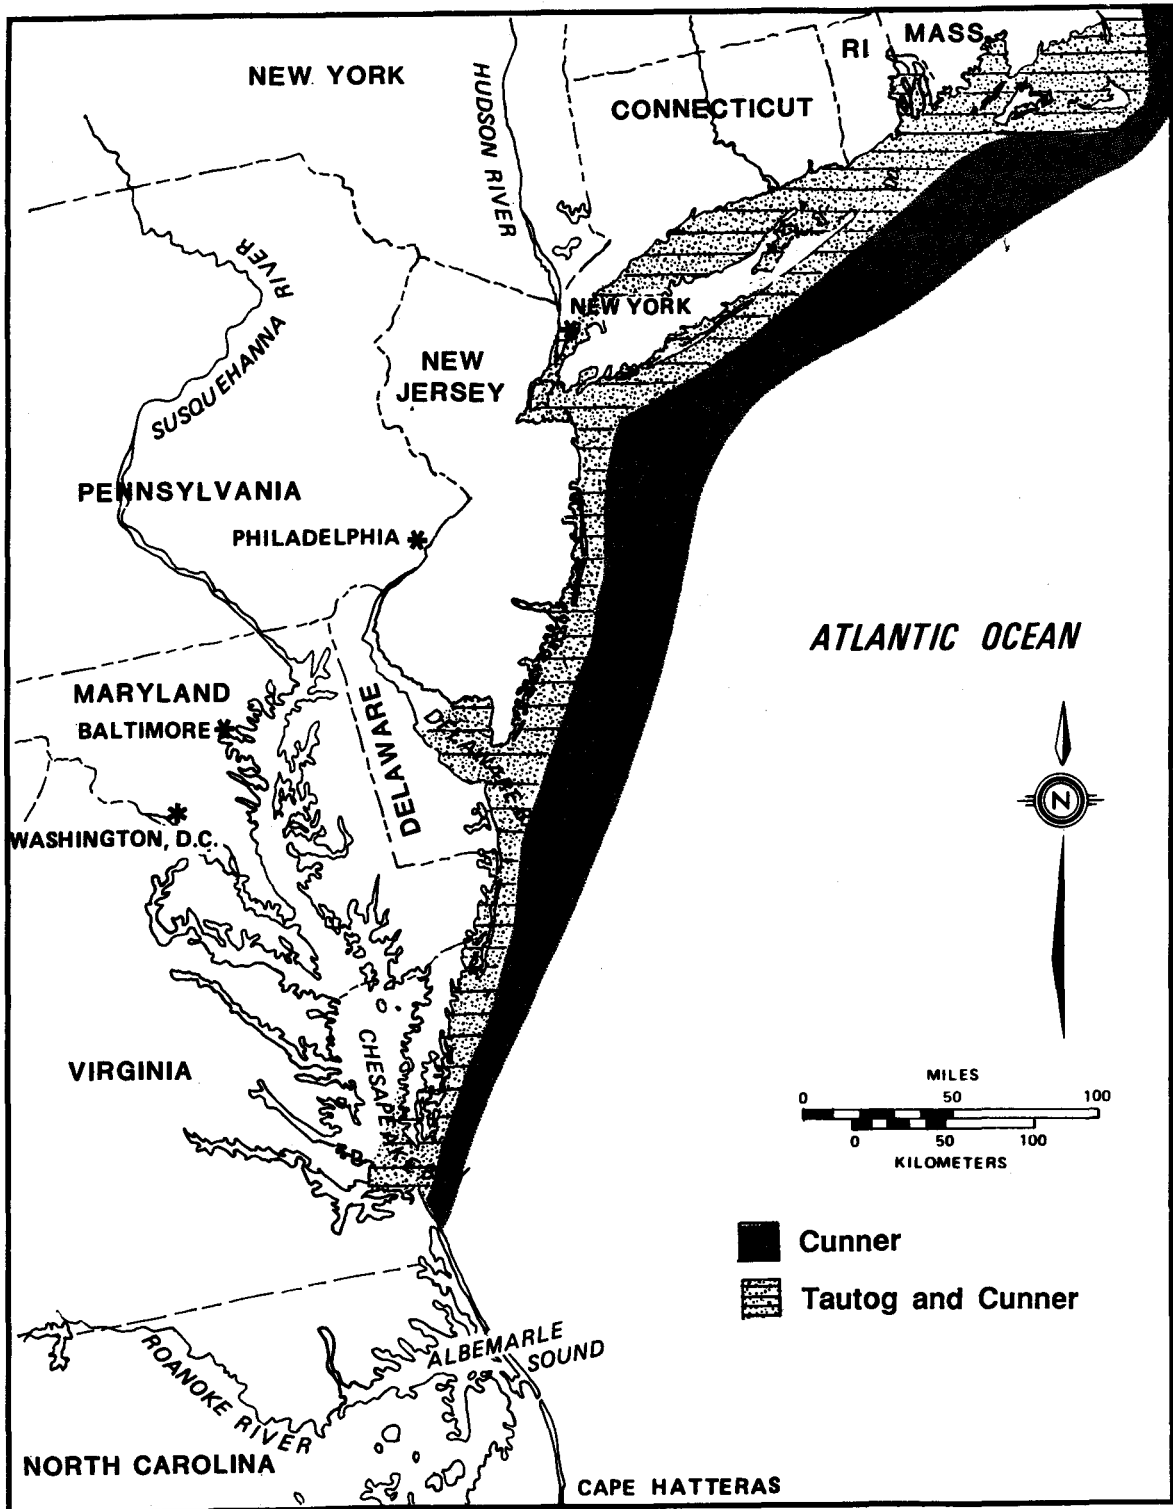 MASS.
RI
NEW YORK
CONNECTICUT
HUDSON RIVER
SUSQUEHANNA RIVER
NEW YORK
NEW
JERSEY
PENNSYLVANIA
PHILADELPHIA
ATLANTIC OCEAN
MARYLAND
BALTIMORE
DELAWARE
DELAWARE B
WASHINGTON, D.C.
N
CHESAPEAK
VIRGINIA
MILES
0 50 100
0 50 100
KILOMETERS
Cunner
Tautog and Cunner
ALBEMARLE
SOUND
ROANOKE RIVER
NORTH CAROLINA
CAPE HATTERAS